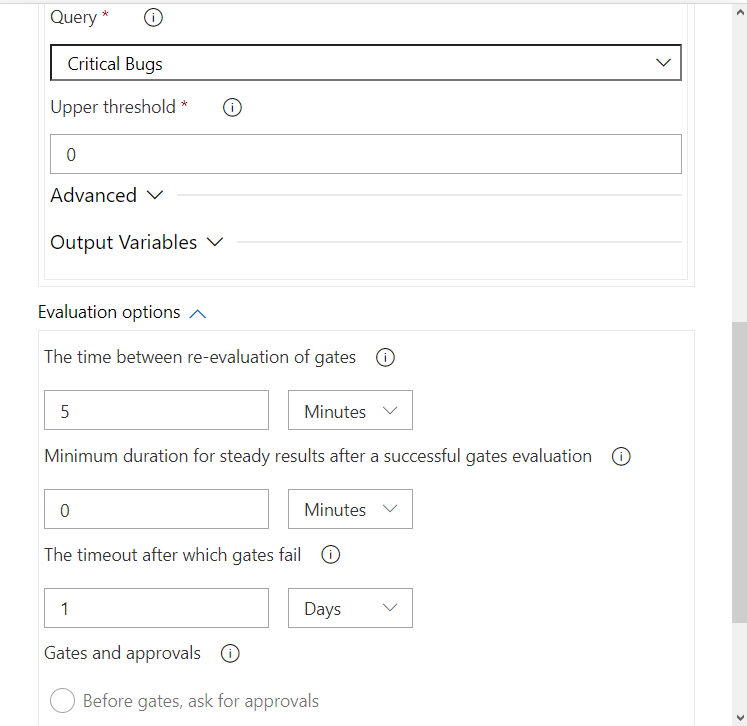 Query *
Critical Bugs
Upper threshold *
0
Advanced
Output Variables
Evaluation options
The time between re-evaluation of gates
5 Minutes
Minimum duration for steady results after a successful gates evaluation
0 Minutes
The timeout after which gates fail
1 Days
Gates and approvals
Before gates, ask for approvals